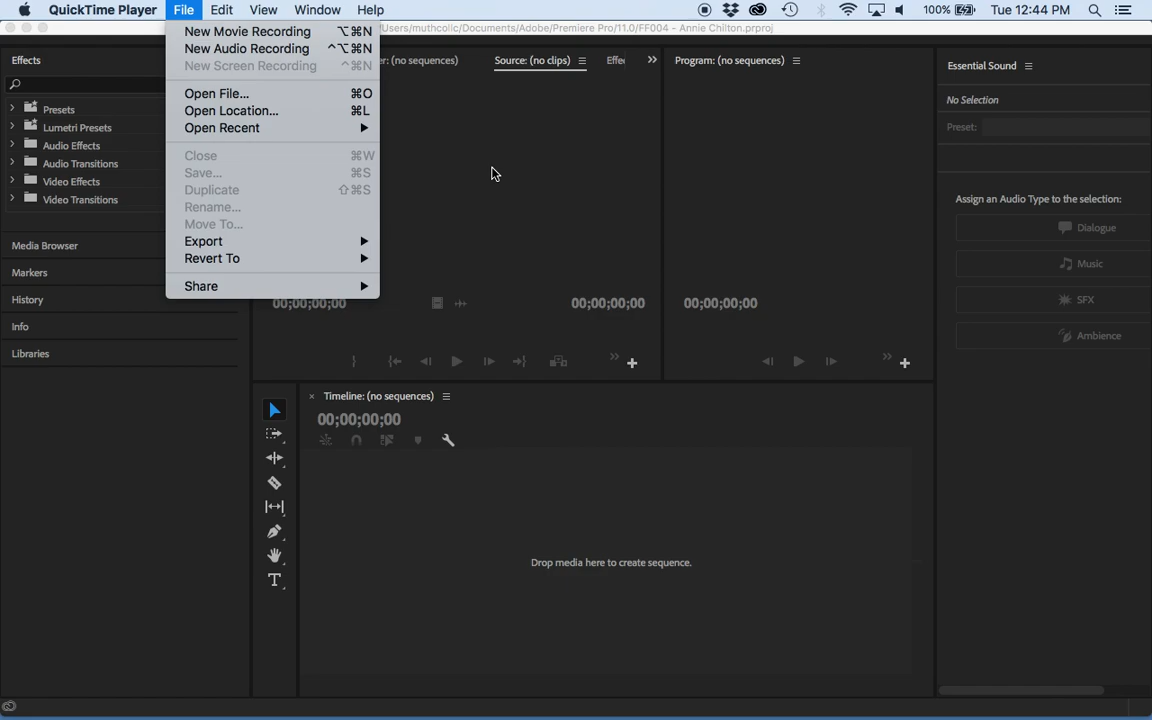 QuickTime Player File Edit View Window Help 100% Tue 12:44 PM
Users/mutholic/Documents/Adobe/Premiere Pro/11.0/FF004 - Annie Chilton.prproj
New Movie Recording ⌥⌘N
New Audio Recording ^⌥⌘N
New Screen Recording ^⌘N
Open File... ⌘O
Open Location... ⌘L
Open Recent
Close ⌘W
Save... ⌘S
Duplicate ⇧⌘S
Rename...
Move To...
Export
Revert To
Share
Effects
Presets
Lumetri Presets
Audio Effects
Audio Transitions
Video Effects
Video Transitions
Media Browser
Markers
History
Info
Libraries
er: (no sequences) Source: (no clips) Effec
00;00;00;00 00;00;00;00
Program: (no sequences)
00;00;00;00
Timeline: (no sequences)
00;00;00;00
Drop media here to create sequence.
Essential Sound
No Selection
Preset:
Assign an Audio Type to the selection:
Dialogue
Music
SFX
Ambience